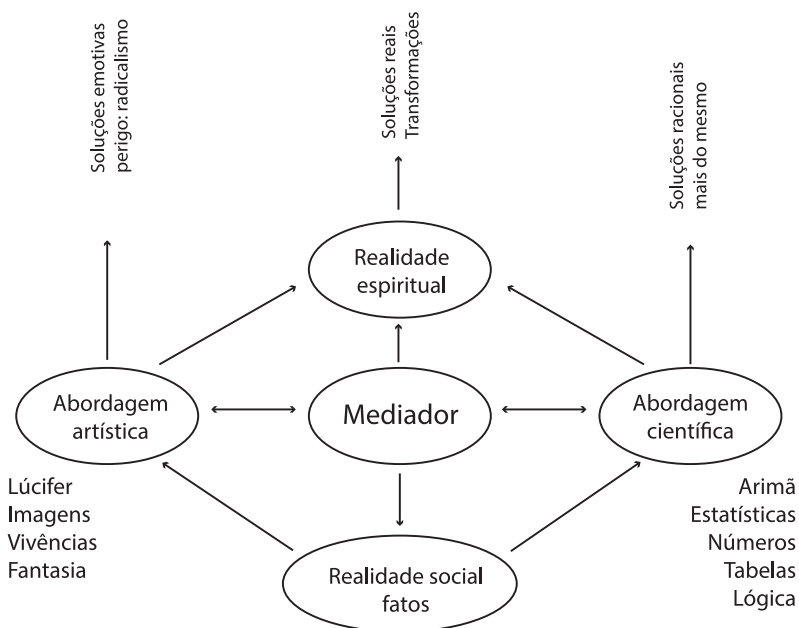 Soluções emotivas
perigo: radicalismo
Soluções reais
Transformações
Soluções racionais
mais do mesmo
Realidade
espiritual
Abordagem
artística
Mediador
Abordagem
científica
Lúcifer
Imagens
Vivências
Fantasia
Arimã
Estatísticas
Números
Tabelas
Lógica
Realidade social
fatos